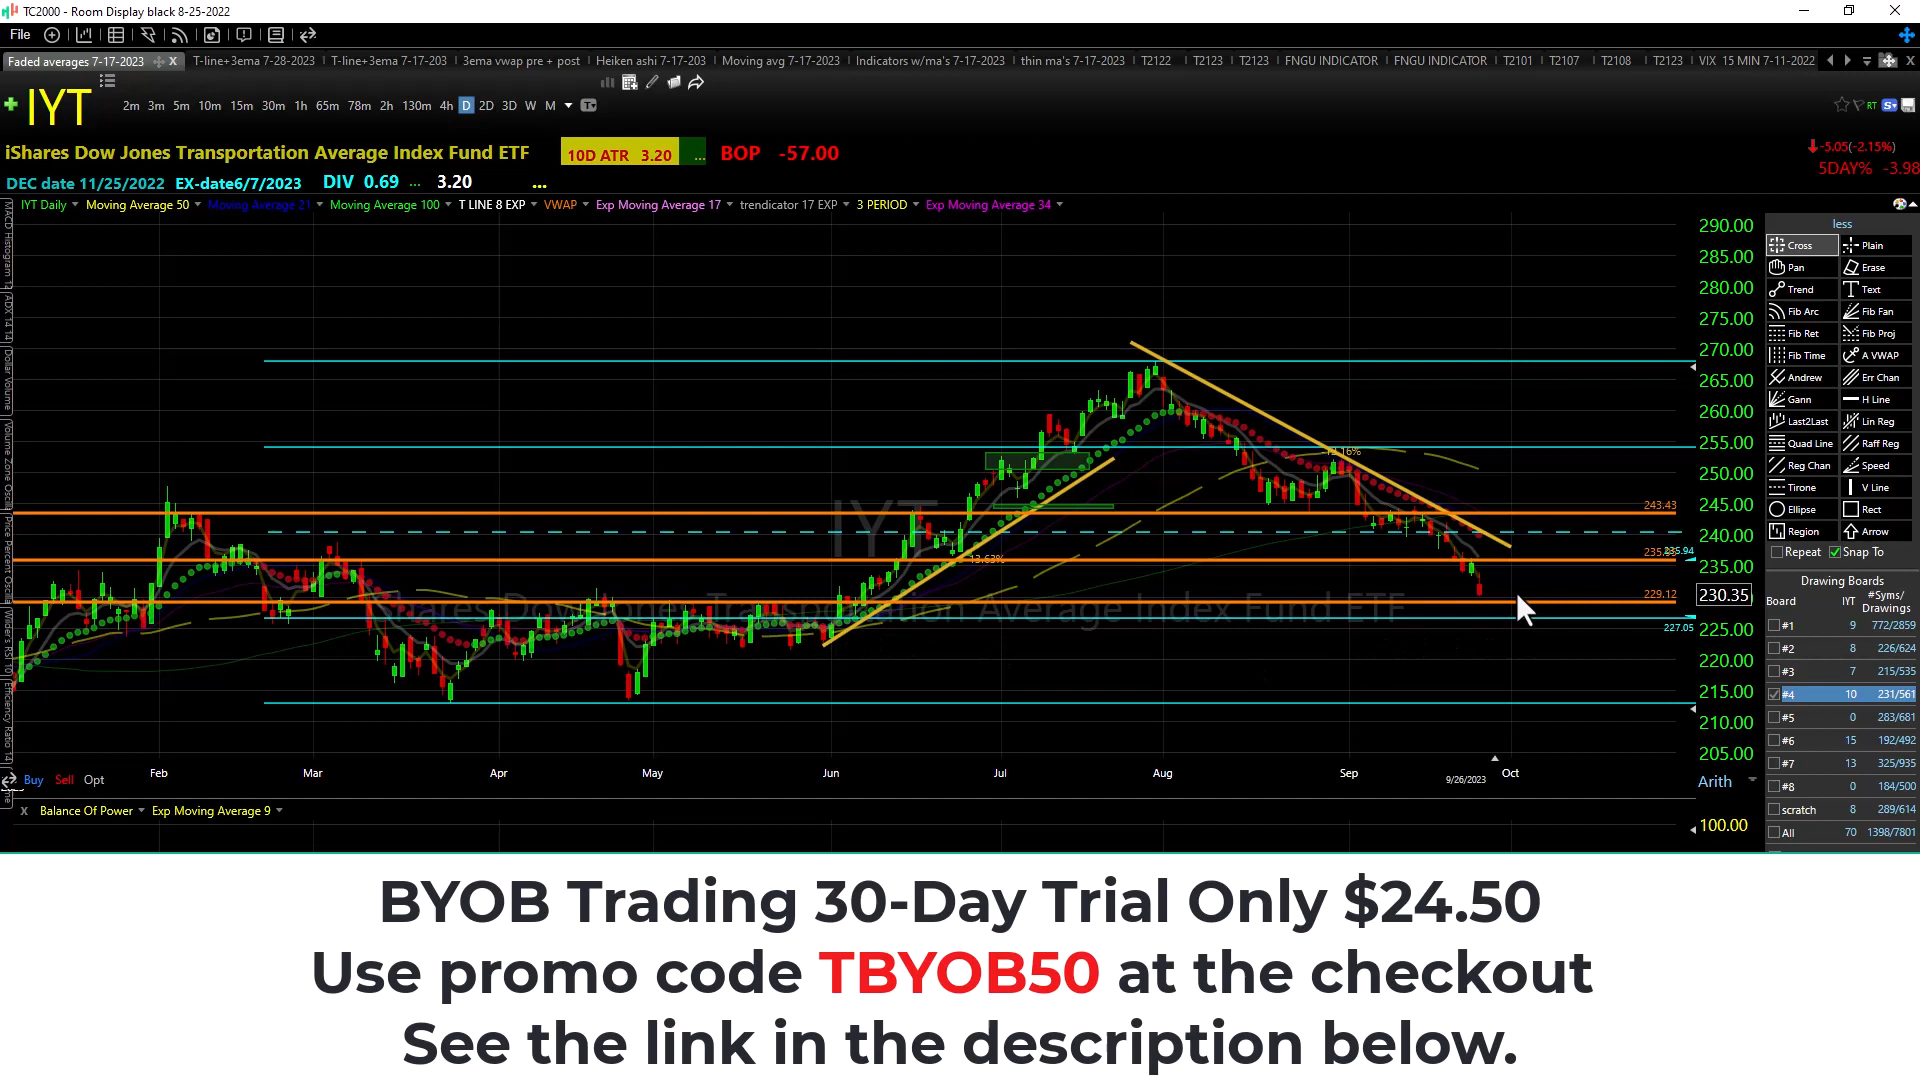 TC2000 - Room Display black 8-25-2022
File
Faded averages 7-17-2023 X T-line+3ema 7-28-2023 T-line+3ema 7-17-203 3ema vwap pre + post Heiken ashi 7-17-203 Moving avg 7-17-2023 Indicators w/ma's 7-17-2023 thin ma's 7-17-2023 T2122 T2123 T2123 FNGU INDICATOR FNGU INDICATOR T2101 T2107 T2108 T2123 VIX 15 MIN 7-11-2022 X
IYT 2m 3m 5m 10m 15m 30m 1h 65m 78m 2h 130m 4h D 2D 3D W M T RT S
iShares Dow Jones Transportation Average Index Fund ETF 10D ATR 3.20 ... BOP -57.00 -5.05(-2.15%)
5DAY% -3.98
DEC date 11/25/2022 EX-date6/7/2023 DIV 0.69 ... 3.20 ...
IYT Daily Moving Average 50 Moving Average 21 Moving Average 100 T LINE 8 EXP VWAP Exp Moving Average 17 trendicator 17 EXP 3 PERIOD Exp Moving Average 34
290.00
285.00
280.00
275.00
270.00
265.00
260.00
255.00
250.00
245.00
240.00
235.00
230.35
225.00
220.00
215.00
210.00
205.00
243.43
235.94
229.12
227.05
13.63%
IYT
iShares Dow Jones Transportation Average Index Fund ETF
Feb Mar Apr May Jun Jul Aug Sep 9/26/2023 Oct
Buy Sell Opt Arith
X Balance Of Power Exp Moving Average 9
100.00
less
Cross Plain
Pan Erase
Trend Text
Fib Arc Fib Fan
Fib Ret Fib Proj
Fib Time A VWAP
Andrew Err Chan
Gann H Line
Last2Last Lin Reg
Quad Line Raff Reg
Reg Chan Speed
Tirone V Line
Ellipse Rect
Region Arrow
Repeat Snap To
Drawing Boards
Board IYT #Syms/
Drawings
#1 9 772/2859
#2 8 226/624
#3 7 215/535
#4 10 231/561
#5 0 283/681
#6 15 192/492
#7 13 325/935
#8 0 184/500
scratch 8 289/614
All 70 1398/7801
BYOB Trading 30-Day Trial Only $24.50
Use promo code TBYOB50 at the checkout
See the link in the description below.